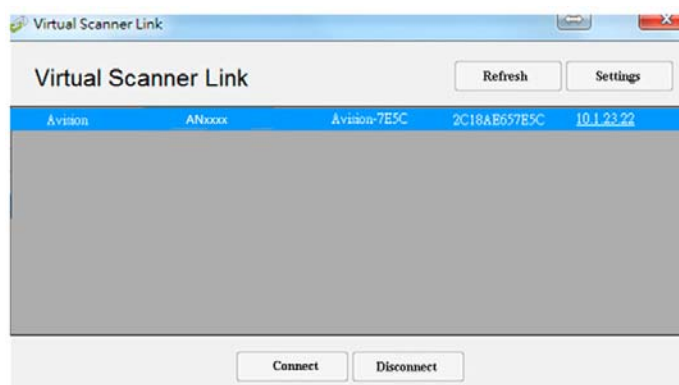 Virtual Scanner Link
Virtual Scanner Link Refresh Settings
Avision ANxxxx Avision-7E5C 2C18AE657E5C 10.1.23.22
Connect Disconnect